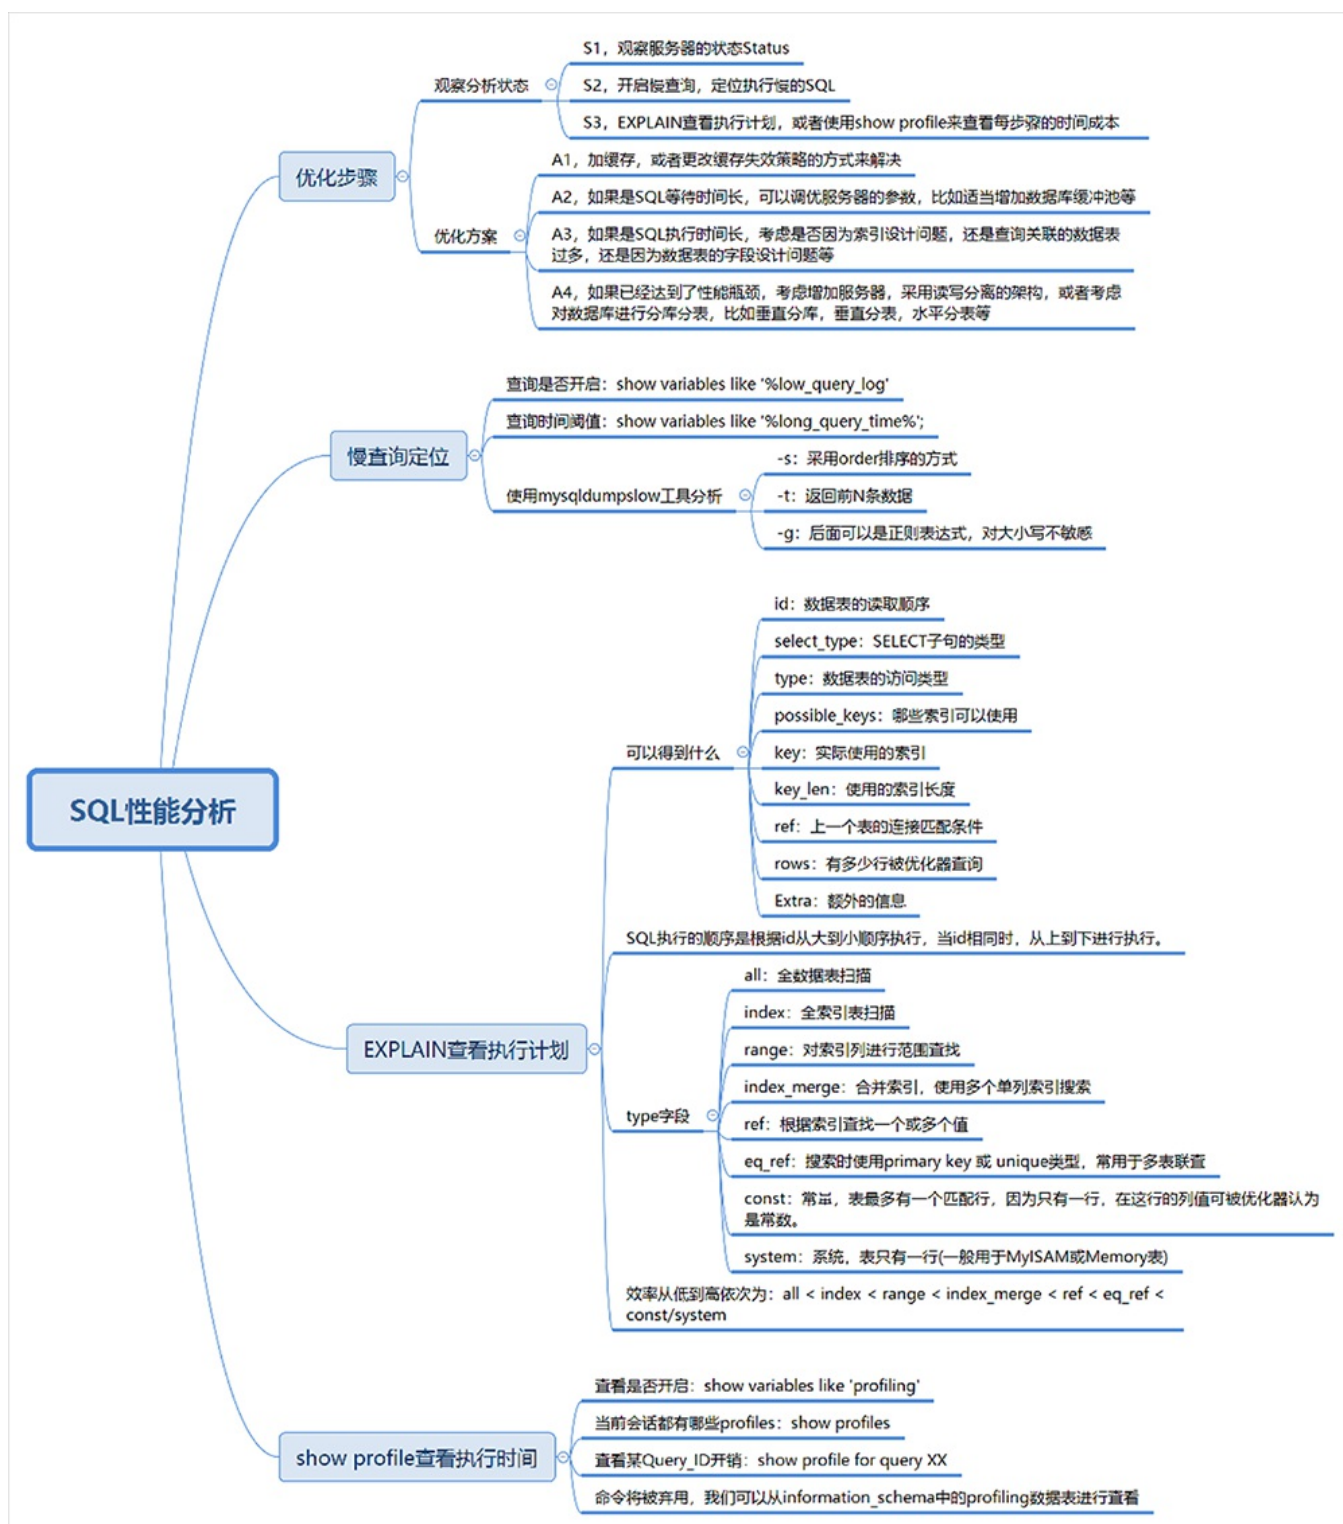 SQL性能分析
优化步骤
观察分析状态
S1，观察服务器的状态Status
S2，开启慢查询，定位执行慢的SQL
S3，EXPLAIN查看执行计划，或者使用show profile来查看每步骤的时间成本
优化方案
A1，加缓存，或者更改缓存失效策略的方式来解决
A2，如果是SQL等待时间长，可以调优服务器的参数，比如适当增加数据库缓冲池等
A3，如果是SQL执行时间长，考虑是否因为索引设计问题，还是查询关联的数据表
过多，还是因为数据表的字段设计问题等
A4，如果已经达到了性能瓶颈，考虑增加服务器，采用读写分离的架构，或者考虑
对数据库进行分库分表，比如垂直分库，垂直分表，水平分表等
慢查询定位
查询是否开启：show variables like '%low_query_log'
查询时间阈值：show variables like '%long_query_time%';
使用mysqldumpslow工具分析
-s：采用order排序的方式
-t：返回前N条数据
-g：后面可以是正则表达式，对大小写不敏感
EXPLAIN查看执行计划
可以得到什么
id：数据表的读取顺序
select_type：SELECT子句的类型
type：数据表的访问类型
possible_keys：哪些索引可以使用
key：实际使用的索引
key_len：使用的索引长度
ref：上一个表的连接匹配条件
rows：有多少行被优化器查询
Extra：额外的信息
SQL执行的顺序是根据id从大到小顺序执行，当id相同时，从上到下进行执行。
type字段
all：全数据表扫描
index：全索引表扫描
range：对索引列进行范围查找
index_merge：合并索引，使用多个单列索引搜索
ref：根据索引查找一个或多个值
eq_ref：搜索时使用primary key 或 unique类型，常用于多表联查
const：常量，表最多有一个匹配行，因为只有一行，在这行的列值可被优化器认为
是常数。
system：系统，表只有一行(一般用于MyISAM或Memory表)
效率从低到高依次为：all < index < range < index_merge < ref < eq_ref <
const/system
show profile查看执行时间
查看是否开启：show variables like 'profiling'
当前会话都有哪些profiles：show profiles
查看某Query_ID开销：show profile for query XX
命令将被弃用，我们可以从information_schema中的profiling数据表进行查看